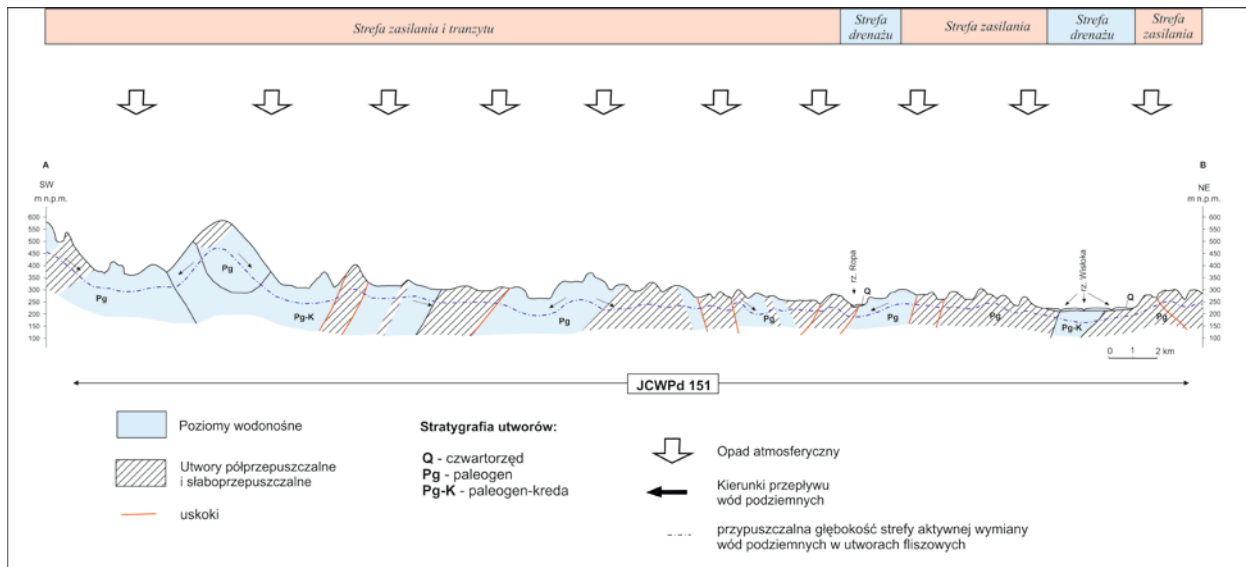 Strefa zasilania i tranzytu
Strefa
drenażu
Strefa zasilania
Strefa
drenażu
Strefa
zasilania
A
SW
m n.p.m.
B
NE
m n.p.m.
600
550
500
450
400
350
300
250
200
150
100
600
550
500
450
400
350
300
250
200
150
100
Pg
Pg
Pg-K
Pg
Pg
rz. Ropa
Q
Pg
Pg
rz. Wisłoka
Q
Pg-K
Pg
0 1 2 km
JCWPd 151
Poziomy wodonośne
Utwory półprzepuszczalne
i słaboprzepuszczalne
uskoki
Stratygrafia utworów:
Q - czwartorzęd
Pg - paleogen
Pg-K - paleogen-kreda
Opad atmosferyczny
Kierunki przepływu
wód podziemnych
przypuszczalna głębokość strefy aktywnej wymiany
wód podziemnych w utworach fliszowych